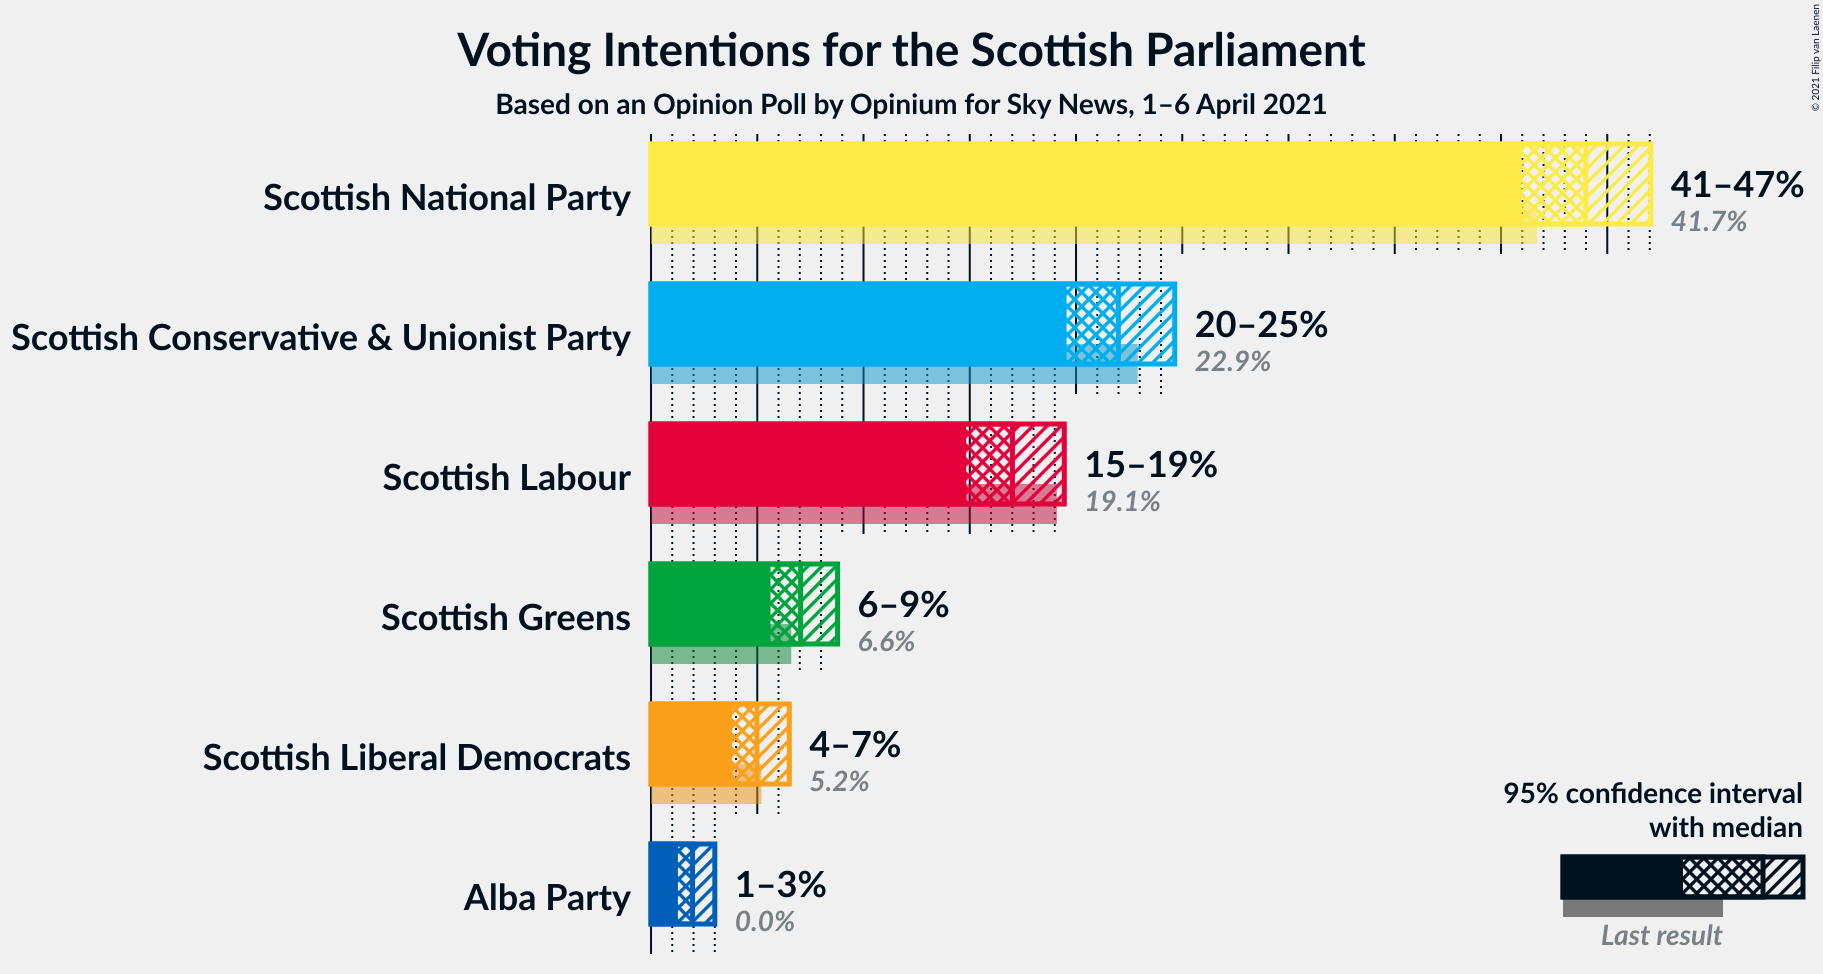 Voting Intentions for the Scottish Parliament
Based on an Opinion Poll by Opinium for Sky News, 1–6 April 2021
© 2021 Filip van Laenen
Scottish National Party
41–47%
41.7%
Scottish Conservative & Unionist Party
20–25%
22.9%
Scottish Labour
15–19%
19.1%
Scottish Greens
6–9%
6.6%
Scottish Liberal Democrats
4–7%
5.2%
Alba Party
1–3%
0.0%
95% confidence interval
with median
Last result